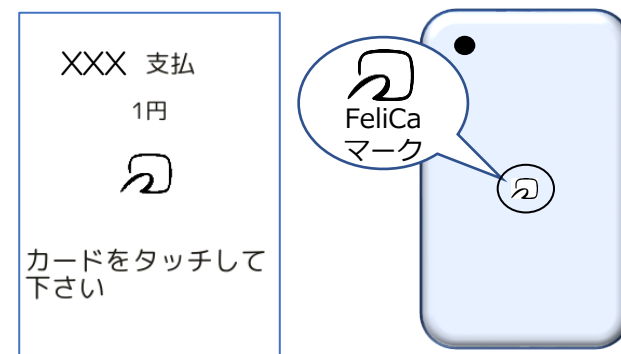 XXX 支払
1円
カードをタッチして
下さい
FeliCa
マーク